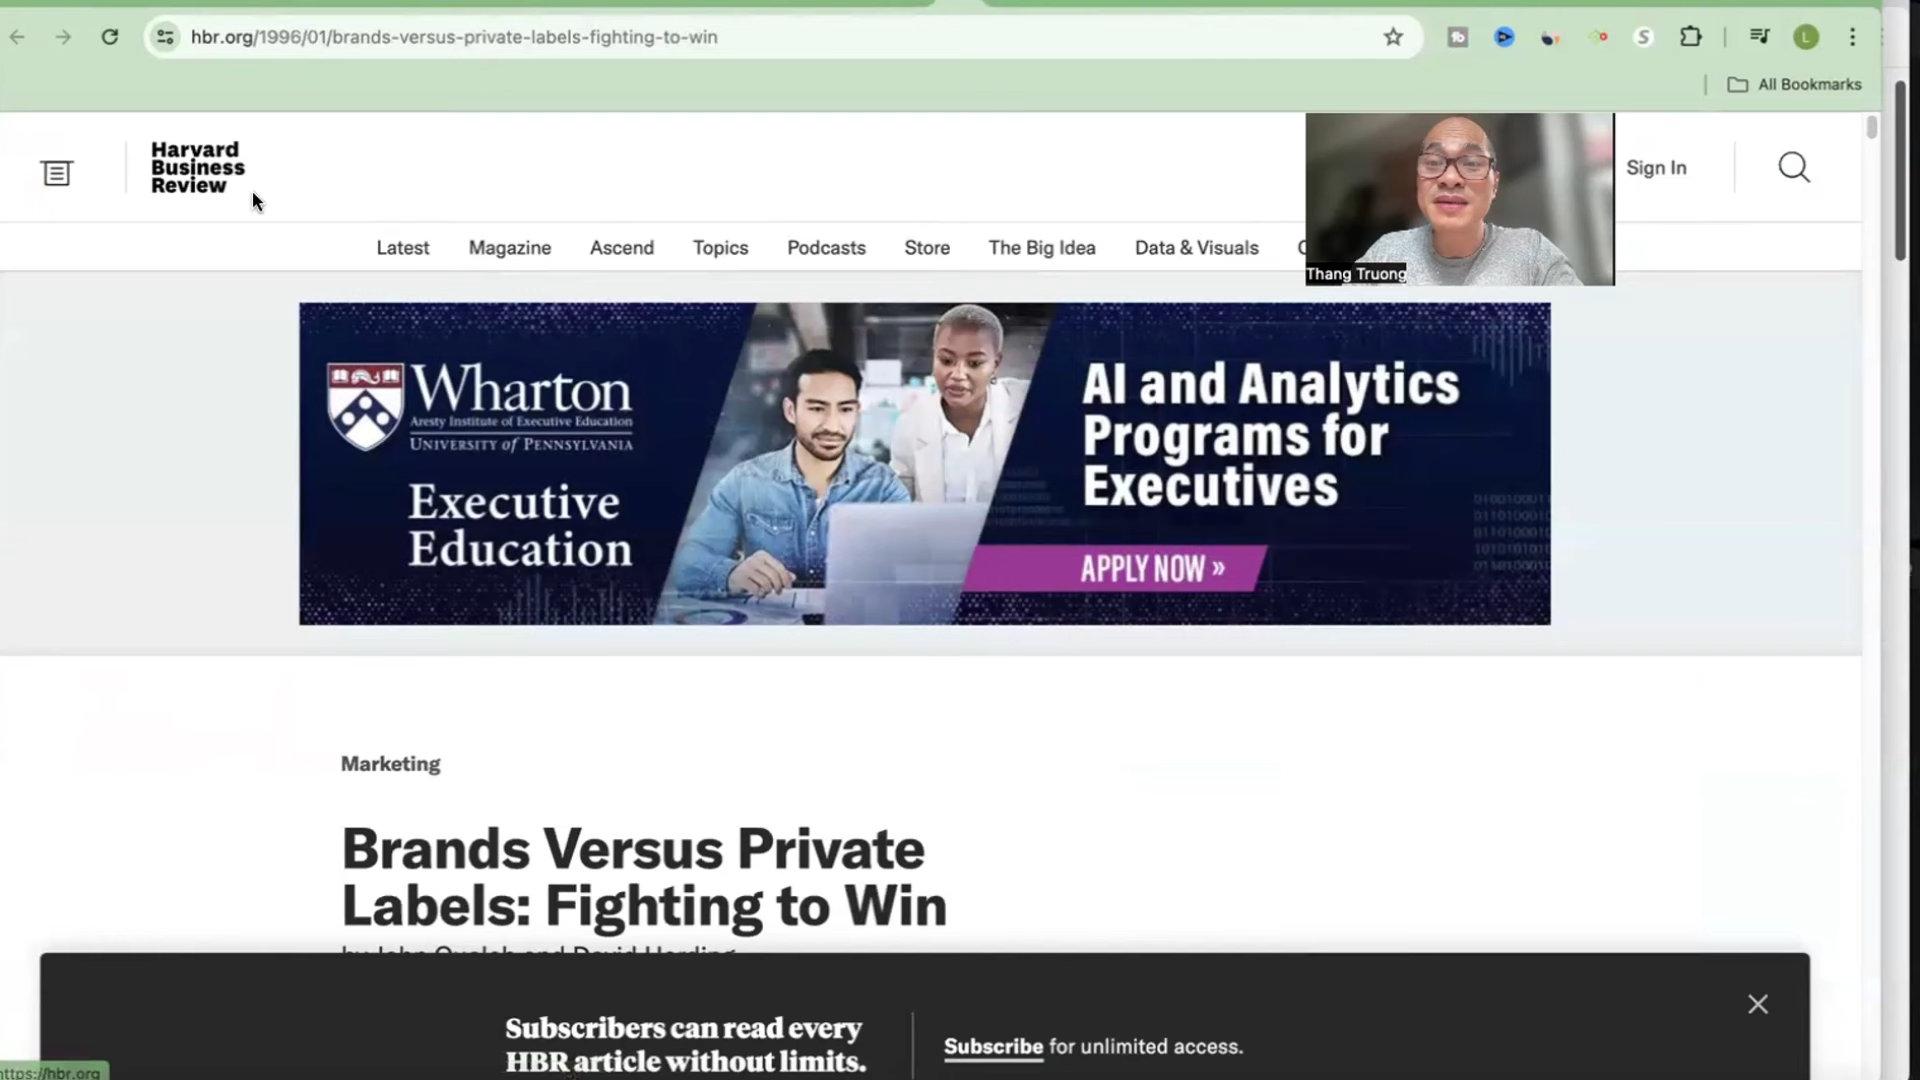 hbr.org/1996/01/brands-versus-private-labels-fighting-to-win
All Bookmarks
Harvard
Business
Review
Sign In
Latest
Magazine
Ascend
Topics
Podcasts
Store
The Big Idea
Data & Visuals
Thang Truong
Wharton
Aresty Institute of Executive Education
UNIVERSITY of PENNSYLVANIA
Executive
Education
AI and Analytics
Programs for
Executives
APPLY NOW »
Marketing
Brands Versus Private
Labels: Fighting to Win
Subscribers can read every
HBR article without limits.
Subscribe for unlimited access.
https://hbr.org